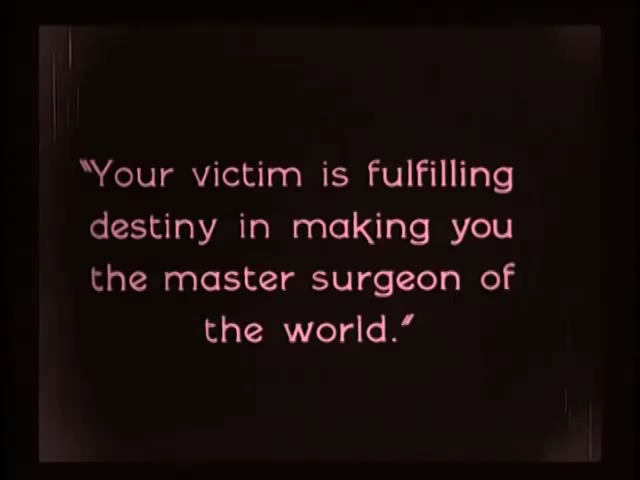 "Your victim is fulfilling
destiny in making you
the master surgeon of
the world."